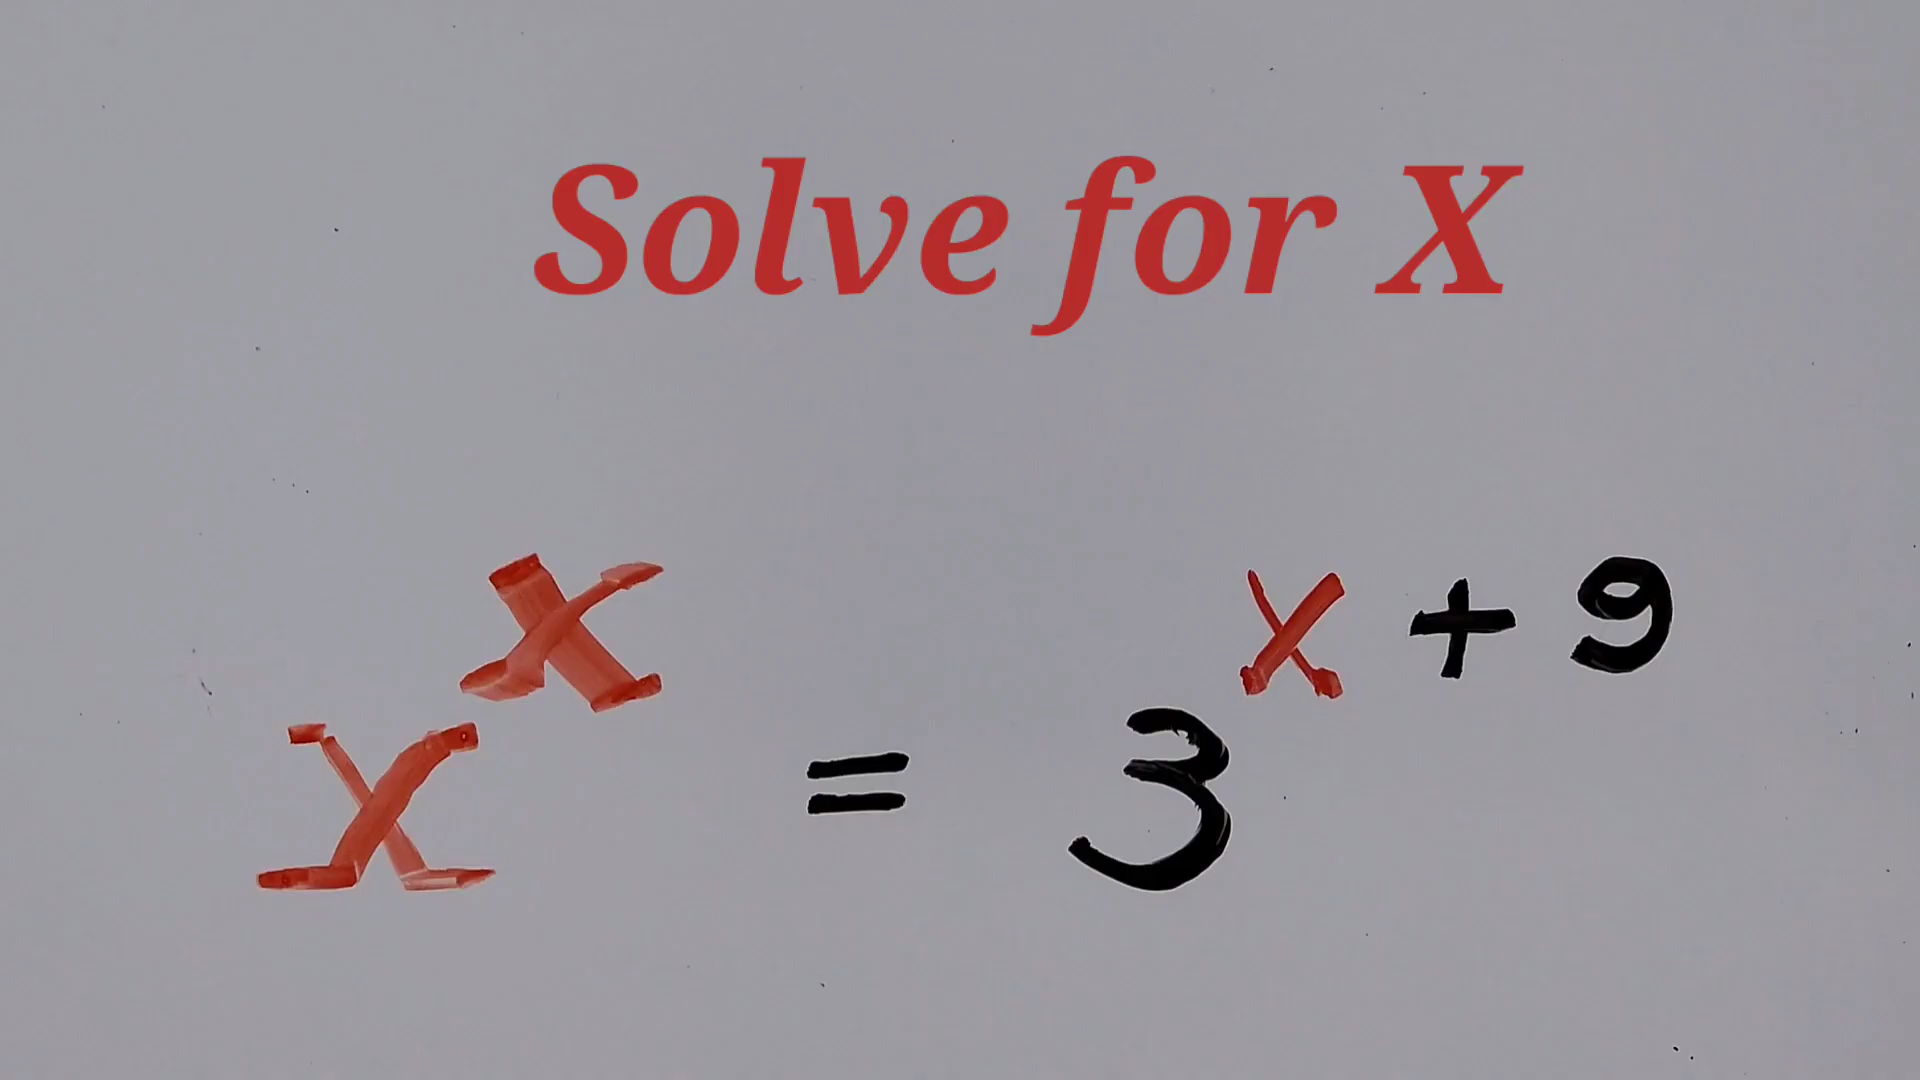 Solve for X
x^x = 3^{x+9}